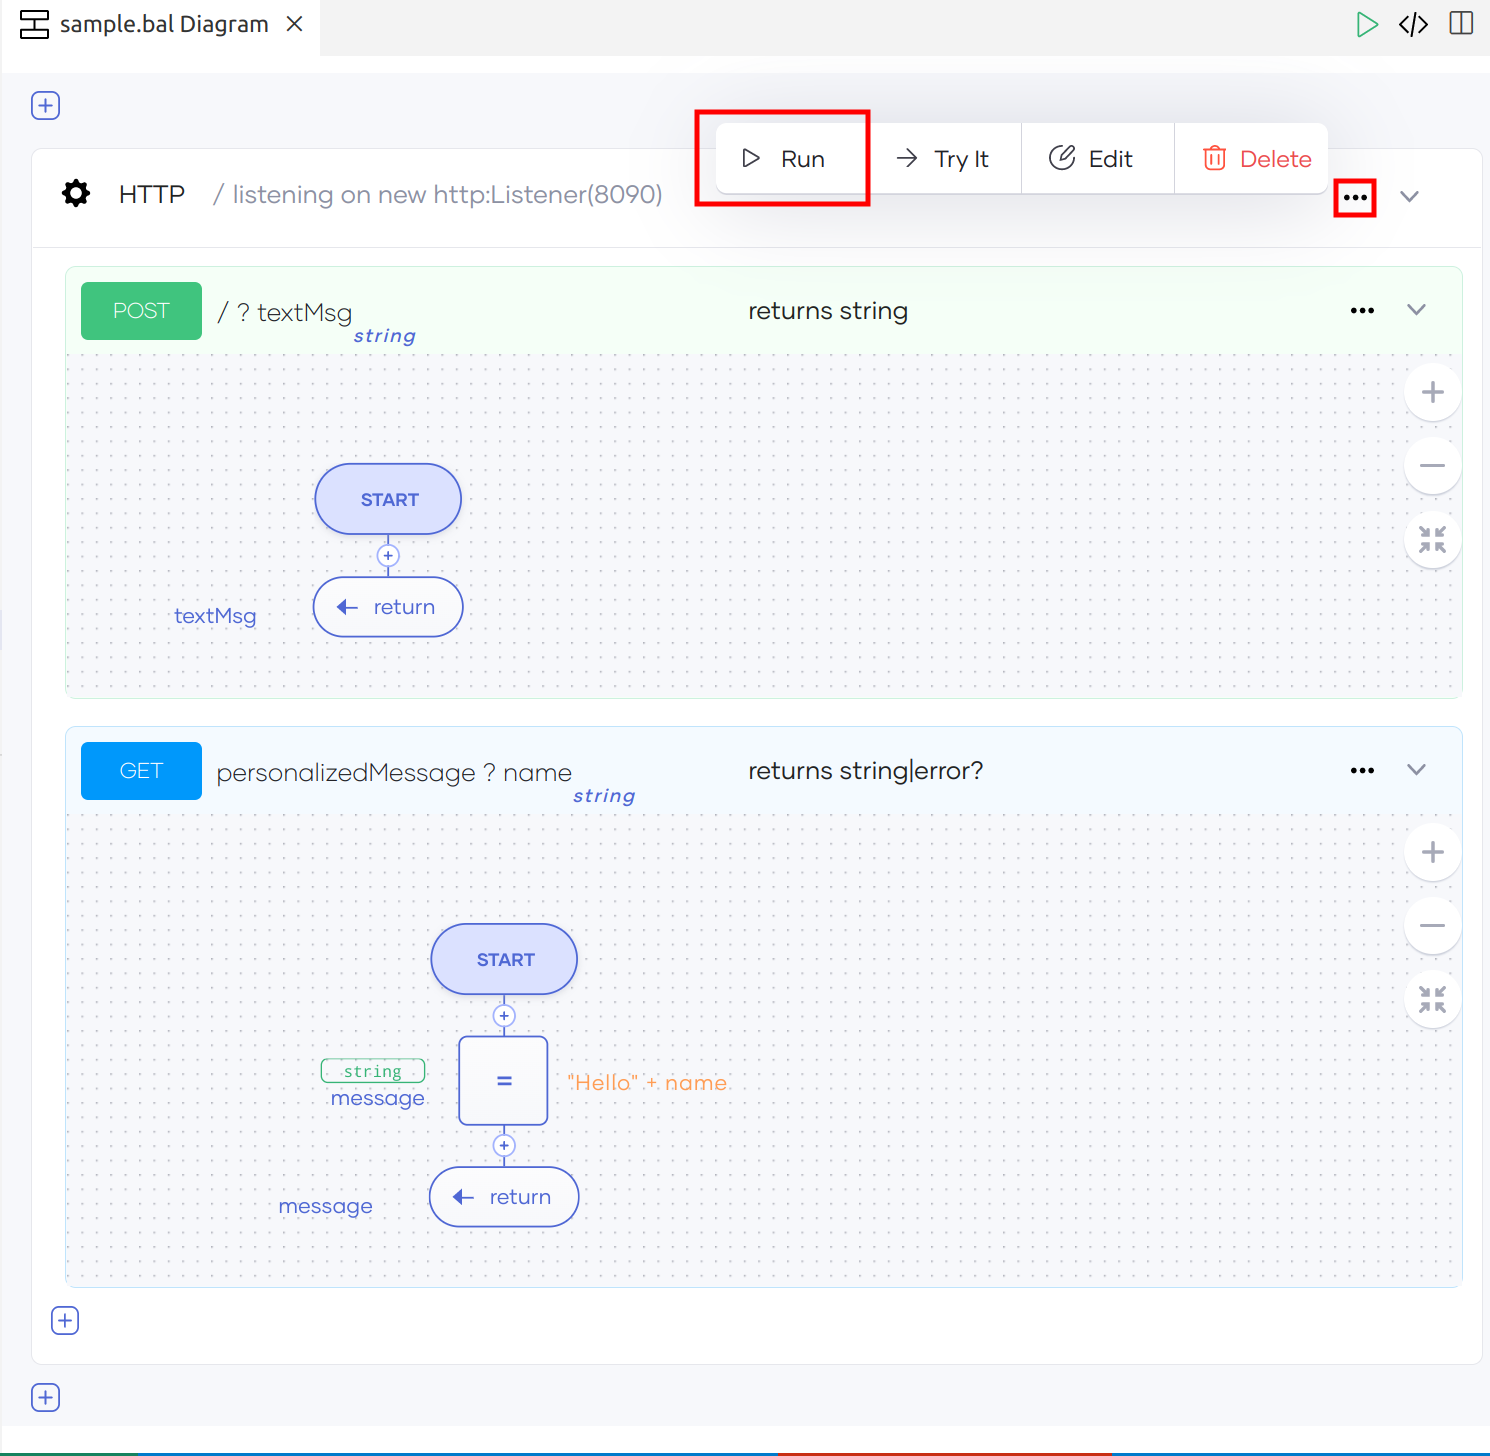 sample.bal Diagram
Run
Try It
Edit
Delete
HTTP / listening on new http:Listener(8090)
POST / ? textMsg string returns string
START
textMsg return
GET personalizedMessage ? name string returns string|error?
START
string
message = "Hello" + name
message return